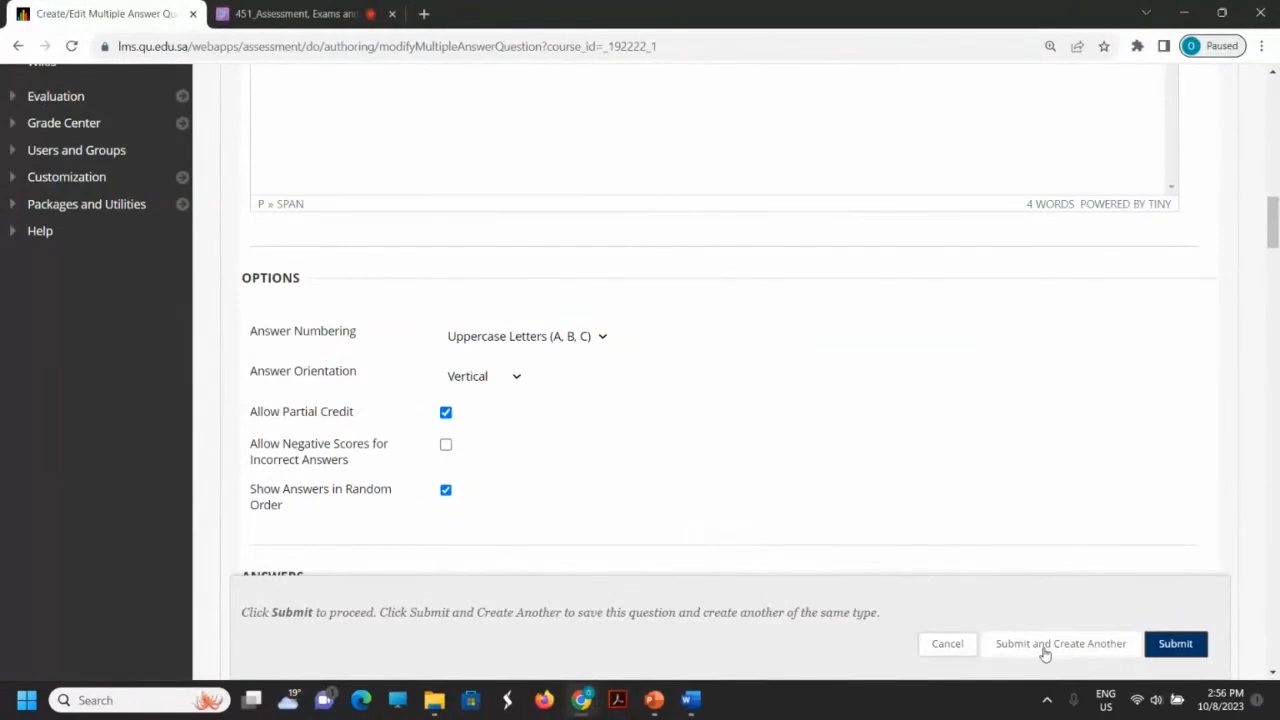 Create/Edit Multiple Answer Qu
451_Assessment, Exams and
lms.qu.edu.sa/webapps/assessment/do/authoring/modifyMultipleAnswerQuestion?course_id=_192222_1
O Paused
Evaluation
Grade Center
Users and Groups
Customization
Packages and Utilities
Help
P » SPAN
4 WORDS POWERED BY TINY
OPTIONS
Answer Numbering
Uppercase Letters (A, B, C)
Answer Orientation
Vertical
Allow Partial Credit
Allow Negative Scores for
Incorrect Answers
Show Answers in Random
Order
Click Submit to proceed. Click Submit and Create Another to save this question and create another of the same type.
Cancel
Submit and Create Another
Submit
Search
19°
ENG
US
2:56 PM
10/8/2023